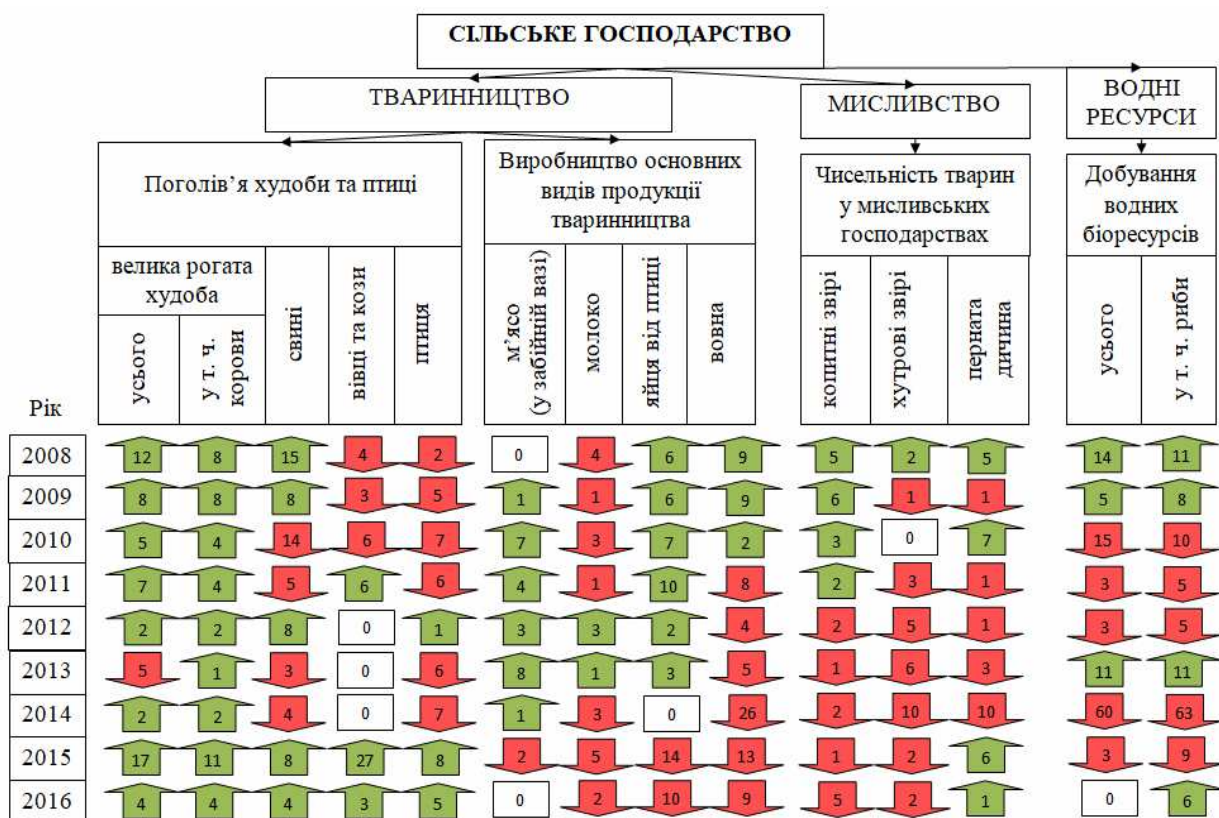 СІЛЬСЬКЕ ГОСПОДАРСТВО
ТВАРИННИЦТВО
МИСЛИВСТВО
ВОДНІ
РЕСУРСИ
Поголів’я худоби та птиці
Виробництво основних
видів продукції
тваринництва
Чисельність тварин
у мисливських
господарствах
Добування
водних
біоресурсів
велика рогата
худоба
усього
у т. ч.
корови
свині
вівці та кози
птиця
м’ясо
(у забійний вазі)
молоко
яйця від птиці
вовна
копитні звірі
хутрові звірі
перната
дичина
усього
у т. ч. риби
Рік
2008 12 8 15 4 2 0 4 6 9 5 2 5 14 11
2009 8 8 8 3 5 1 1 6 9 6 1 1 5 8
2010 5 4 14 6 7 7 3 7 2 3 0 7 15 10
2011 7 4 5 6 6 4 1 10 8 2 3 1 3 5
2012 2 2 8 0 1 3 3 2 4 2 5 1 3 5
2013 5 1 3 0 6 8 1 3 5 1 6 3 11 11
2014 2 2 4 0 7 1 3 0 26 2 10 10 60 63
2015 17 11 8 27 8 2 5 14 13 1 2 6 3 9
2016 4 4 4 3 5 0 2 10 9 5 2 1 0 6